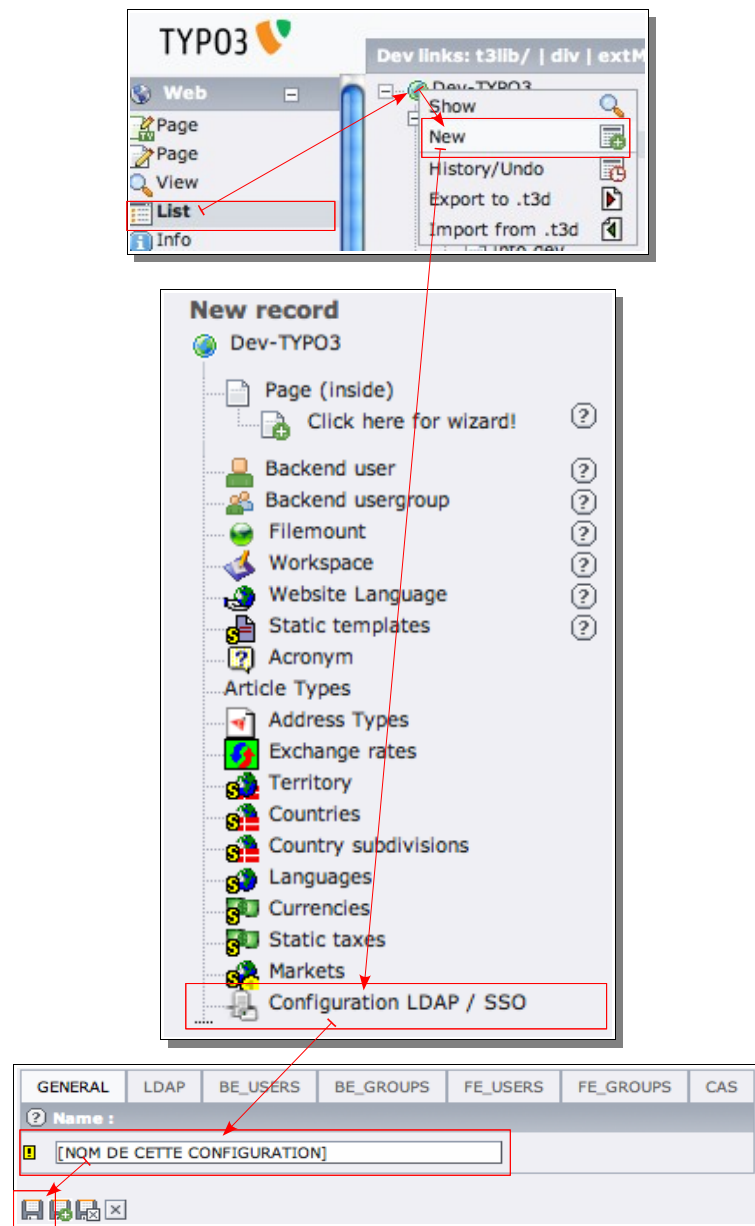 TYPO3
Dev links: t3lib/ | div | extM
Web
Page
Page
View
List
Info
Dev-TYPO3
Show
New
History/Undo
Export to .t3d
Import from .t3d
info dev
New record
Dev-TYPO3
Page (inside)
Click here for wizard!
Backend user
Backend usergroup
Filemount
Workspace
Website Language
Static templates
Acronym
Article Types
Address Types
Exchange rates
Territory
Countries
Country subdivisions
Languages
Currencies
Static taxes
Markets
Configuration LDAP / SSO
GENERAL LDAP BE_USERS BE_GROUPS FE_USERS FE_GROUPS CAS
Name :
[NOM DE CETTE CONFIGURATION]